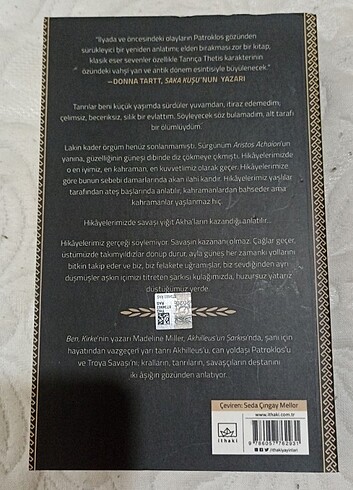 "İlyada ve öncesindeki olayların Patroklos gözünden
sürükleyici bir yeniden anlatımı; elden bırakması zor bir kitap,
klasik eser sevenler özellikle Tanrıça Thetis karakterinin
özündeki vahşi yan ve antik dönem esintisiyle büyülenecek."
–DONNA TARTT, SAKA KUŞU'NUN YAZARI
Tanrılar beni küçük yaşımda sürdüler yuvamdan, itiraz edemedim;
çelimsiz, beceriksiz, silik bir evlattım. Söyleyecek söz bulamadım, alt tarafı
bir ölümlüydüm.
Lakin kader örgüm henüz sonlanmamıştı. Sürgünüm Aristos Achaion'un
yanına, güzelliğinin güneşi dibinde diz çökmeye çıkmıştı. Hikâyelerimizde
o en iyimiz, en kahraman, en kuvvetlimiz olarak geçer. Hikâyelerimize
göre bunun sebebi damarlarında akan ilahi kandır. Hikâyelerimiz yaşlılar
tarafından ateş başlarında anlatılır, kahramanlardan bahseder ama
kahramanlar yaşlanmaz hiç.
Hikâyelerimizde savaşı yiğit Akha'ların kazandığı anlatılır...
Hikâyelerimiz gerçeği söylemiyor. Savaşın kazananı olmaz. Çağlar geçer,
üstümüzde takımyıldızlar dönüp durur, ayla güneş her zamanki yollarını
bitkin takip eder ve biz, biz felakete uğramışlar, biz sevdiğinden ayrı
düşmüşler aşkın içimizi titreten şarkısı kulağımızda, huzursuz yatarız
düştüğümüz yerde.
Ben, Kirke'nin yazarı Madeline Miller, Akhilleus'un Şarkısı'nda, şanı için
hayatından vazgeçen yarı tanrı Akhilleus'u, can yoldaşı Patroklos'u
ve Troya Savaşı'nı; kralların, tanrıların, savaşçıların destanını
iki âşığın gözünden anlatıyor.
Çeviren: Seda Çıngay Mellor
www.ithaki.com.tr
ithaki
9 786057 762931
/ithakiyayinlari